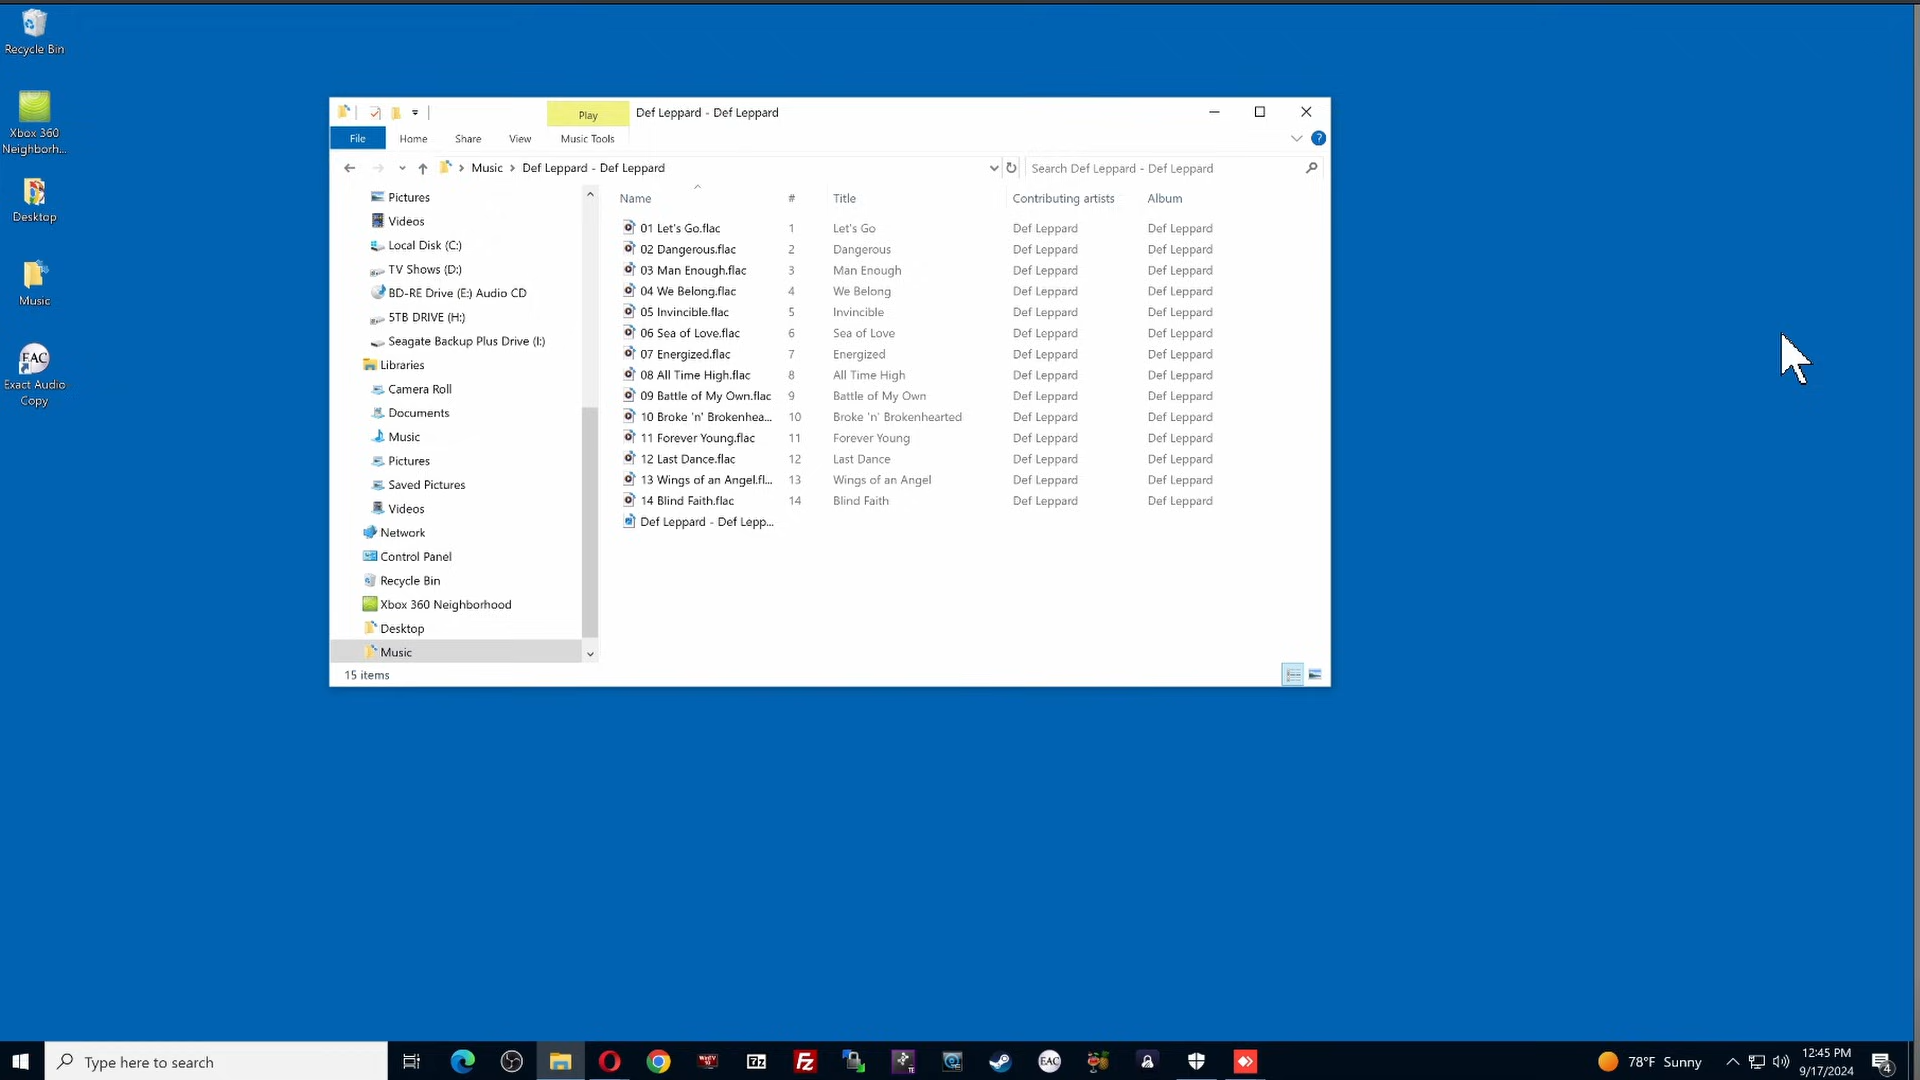 Recycle Bin
Xbox 360
Neighborh...
Desktop
Music
EAC
Exact Audio
Copy
Play
Def Leppard - Def Leppard
File
Home
Share
View
Music Tools
?
Music
Def Leppard - Def Leppard
Search Def Leppard - Def Leppard
Pictures
Videos
Local Disk (C:)
TV Shows (D:)
BD-RE Drive (E:) Audio CD
5TB DRIVE (H:)
Seagate Backup Plus Drive (I:)
Libraries
Camera Roll
Documents
Music
Pictures
Saved Pictures
Videos
Network
Control Panel
Recycle Bin
Xbox 360 Neighborhood
Desktop
Music
Name # Title Contributing artists Album
01 Let's Go.flac 1 Let's Go Def Leppard Def Leppard
02 Dangerous.flac 2 Dangerous Def Leppard Def Leppard
03 Man Enough.flac 3 Man Enough Def Leppard Def Leppard
04 We Belong.flac 4 We Belong Def Leppard Def Leppard
05 Invincible.flac 5 Invincible Def Leppard Def Leppard
06 Sea of Love.flac 6 Sea of Love Def Leppard Def Leppard
07 Energized.flac 7 Energized Def Leppard Def Leppard
08 All Time High.flac 8 All Time High Def Leppard Def Leppard
09 Battle of My Own.flac 9 Battle of My Own Def Leppard Def Leppard
10 Broke 'n' Brokenhea... 10 Broke 'n' Brokenhearted Def Leppard Def Leppard
11 Forever Young.flac 11 Forever Young Def Leppard Def Leppard
12 Last Dance.flac 12 Last Dance Def Leppard Def Leppard
13 Wings of an Angel.fl... 13 Wings of an Angel Def Leppard Def Leppard
14 Blind Faith.flac 14 Blind Faith Def Leppard Def Leppard
Def Leppard - Def Lepp...
15 items
Type here to search
7z
Fz
EAC
78°F Sunny
12:45 PM
9/17/2024
4